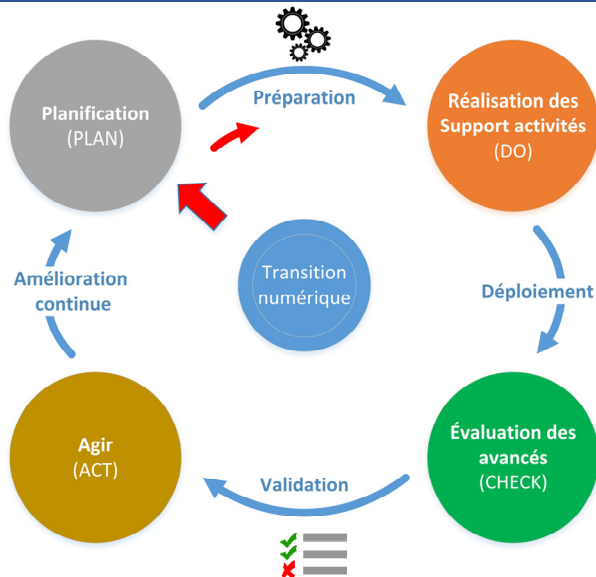 Préparation
Planification
(PLAN)
Réalisation des
Support activités
(DO)
Transition
numérique
Amélioration
continue
Déploiement
Agir
(ACT)
Évaluation des
avancés
(CHECK)
Validation